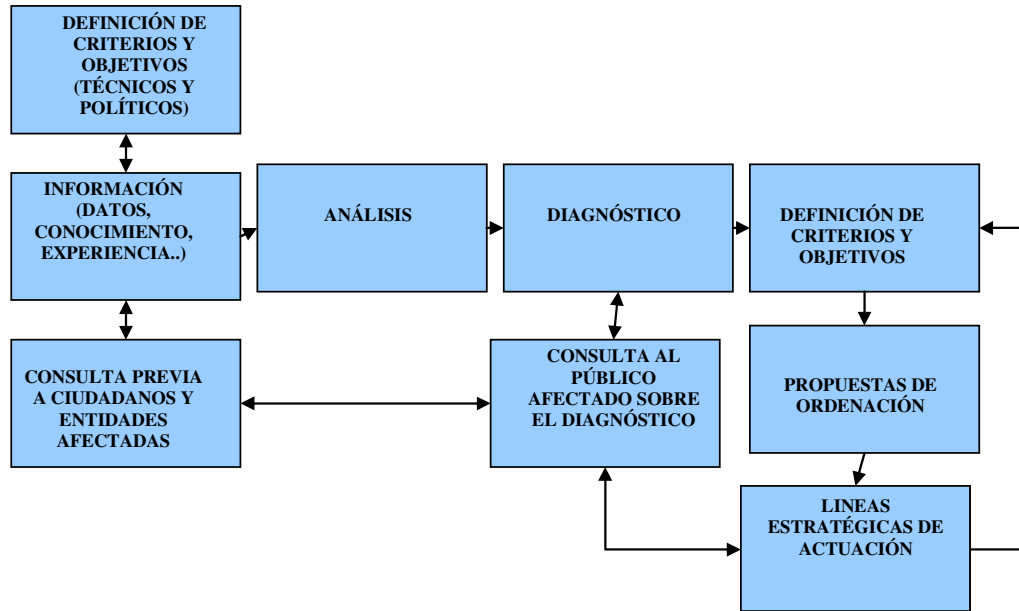 DEFINICIÓN DE
CRITERIOS Y
OBJETIVOS
(TÉCNICOS Y
POLÍTICOS)
INFORMACIÓN
(DATOS,
CONOCIMIENTO,
EXPERIENCIA..)
ANÁLISIS
DIAGNÓSTICO
DEFINICIÓN DE
CRITERIOS Y
OBJETIVOS
CONSULTA PREVIA
A CIUDADANOS Y
ENTIDADES
AFECTADAS
CONSULTA AL
PÚBLICO
AFECTADO SOBRE
EL DIAGNÓSTICO
PROPUESTAS DE
ORDENACIÓN
LINEAS
ESTRATÉGICAS DE
ACTUACIÓN